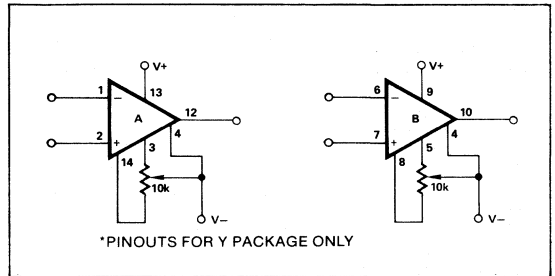 V+ V+
1 13 6 9
− −
A 12 B 10
2 4 7 4
+ 3 + 5
14 8
10k 10k
V− V−
*PINOUTS FOR Y PACKAGE ONLY